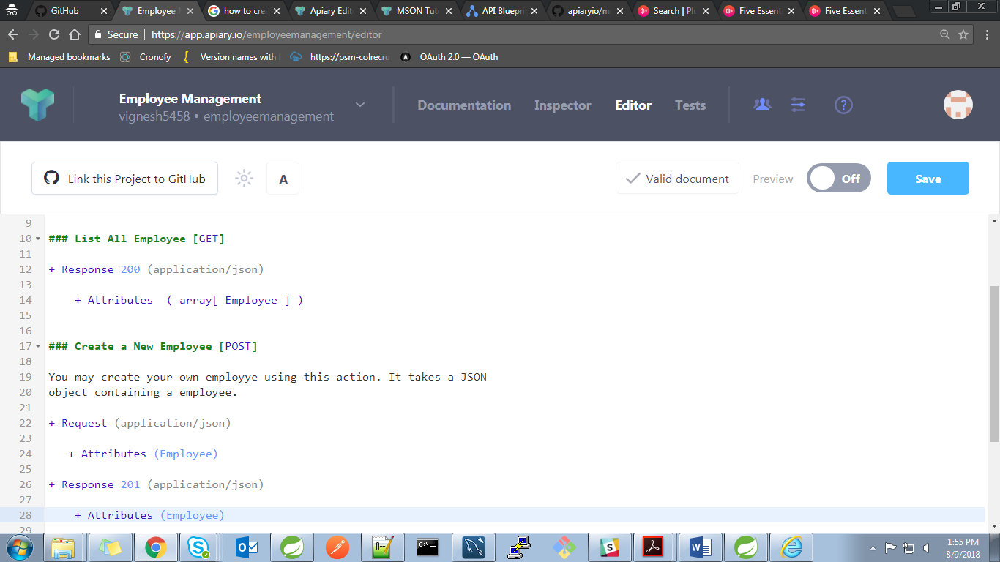 GitHub
Employee
how to cre
Apiary Edit
MSON Tut
API Bluepri
apiaryio/m
Search | Pl
Five Essent
Five Essent
Secure
https://app.apiary.io/employeemanagement/editor
Managed bookmarks
Cronofy
Version names with
https://psm-colrecru
OAuth 2.0 — OAuth
Employee Management
vignesh5458 • employeemanagement
Documentation
Inspector
Editor
Tests
?
Link this Project to GitHub
A
Valid document
Preview
Off
Save
9
10 ### List All Employee [GET]
11
12 + Response 200 (application/json)
13
14 + Attributes ( array[ Employee ] )
15
16
17 ### Create a New Employee [POST]
18
19 You may create your own employye using this action. It takes a JSON
20 object containing a employee.
21
22 + Request (application/json)
23
24 + Attributes (Employee)
25
26 + Response 201 (application/json)
27
28 + Attributes (Employee)
29
1:55 PM
8/9/2018